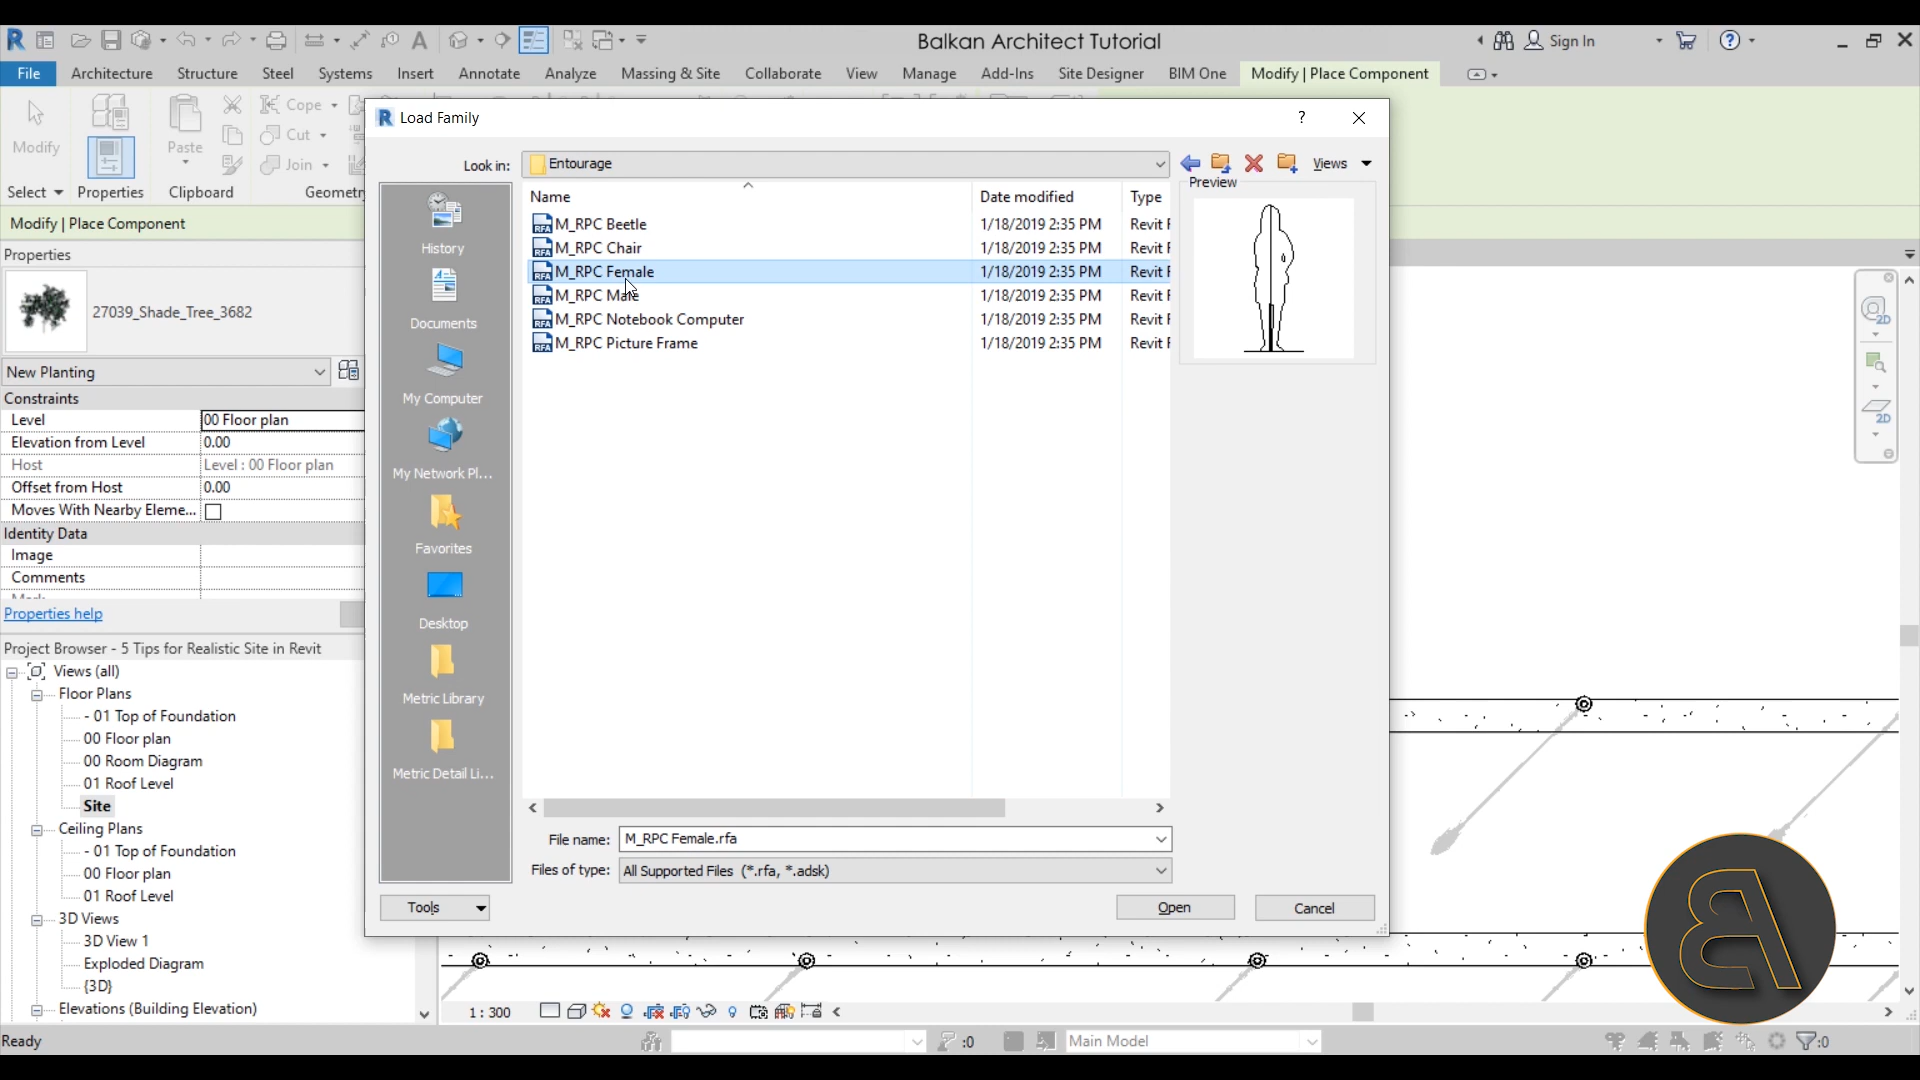 Balkan Architect Tutorial
Sign In
File Architecture Structure Steel Systems Insert Annotate Analyze Massing & Site Collaborate View Manage Add-Ins Site Designer BIM One Modify | Place Component
Cope
Cut
Join
Modify
Paste
Select Properties Clipboard
Modify | Place Component
Properties
27039_Shade_Tree_3682
New Planting
Constraints
Level 00 Floor plan
Elevation from Level 0.00
Host Level : 00 Floor plan
Offset from Host 0.00
Moves With Nearby Eleme...
Identity Data
Image
Comments
Properties help
Project Browser - 5 Tips for Realistic Site in Revit
Views (all)
Floor Plans
- 01 Top of Foundation
00 Floor plan
00 Room Diagram
01 Roof Level
Site
Ceiling Plans
- 01 Top of Foundation
00 Floor plan
01 Roof Level
3D Views
3D View 1
Exploded Diagram
{3D}
Elevations (Building Elevation)
Load Family
Look in: Entourage
Views
Preview
History
Documents
My Computer
My Network Pl...
Favorites
Desktop
Metric Library
Metric Detail Li...
Name Date modified Type
M_RPC Beetle 1/18/2019 2:35 PM Revit F
M_RPC Chair 1/18/2019 2:35 PM Revit F
M_RPC Female 1/18/2019 2:35 PM Revit F
M_RPC Male 1/18/2019 2:35 PM Revit F
M_RPC Notebook Computer 1/18/2019 2:35 PM Revit F
M_RPC Picture Frame 1/18/2019 2:35 PM Revit F
File name: M_RPC Female.rfa
Files of type: All Supported Files (*.rfa, *.adsk)
Tools Open Cancel
2D
2D
1 : 300
Ready
:0
Main Model
:0